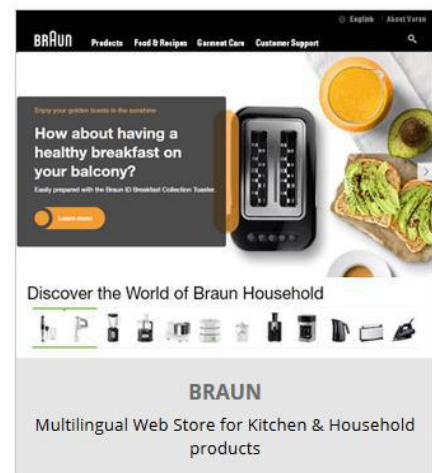 English | About Varan
BRAUN Products Food & Recipes Garment Care Customer Support
Enjoy your golden toasts in the sunshine
How about having a
healthy breakfast on
your balcony?
Easily prepared with the Braun ID Breakfast Collection Toaster.
Learn more
Discover the World of Braun Household
BRAUN
Multilingual Web Store for Kitchen & Household
products